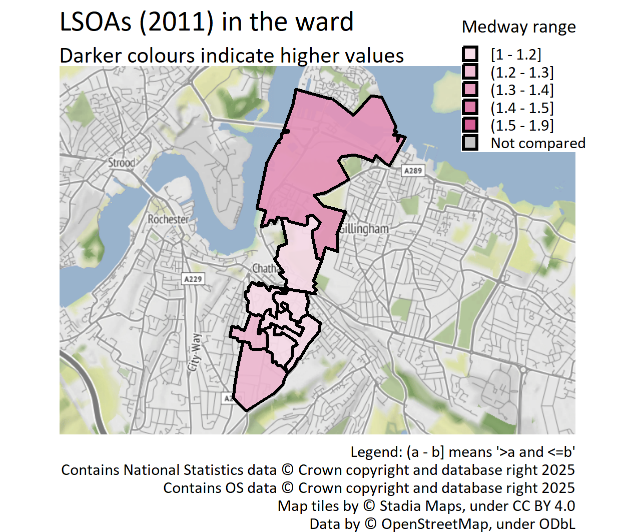 LSOAs (2011) in the ward
Darker colours indicate higher values
Medway range
[1 - 1.2]
(1.2 - 1.3]
(1.3 - 1.4]
(1.4 - 1.5]
(1.5 - 1.9]
Not compared
Strood
A289
Rochester
Gillingham
Chath
A229
City Way
A2
Legend: (a - b] means '>a and <=b'
Contains National Statistics data © Crown copyright and database right 2025
Contains OS data © Crown copyright and database right 2025
Map tiles by © Stadia Maps, under CC BY 4.0
Data by © OpenStreetMap, under ODbL